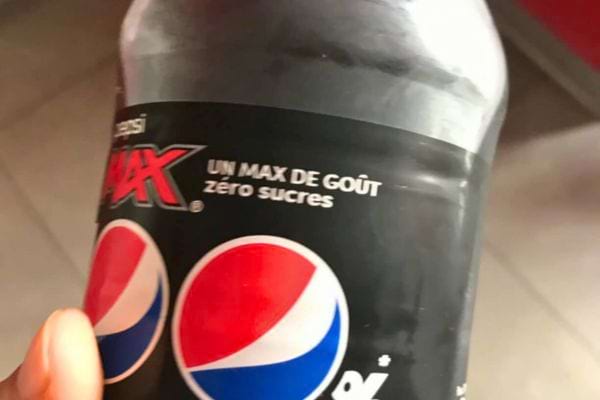 pepsi
MAX®
UN MAX DE GOÛT
zéro sucres